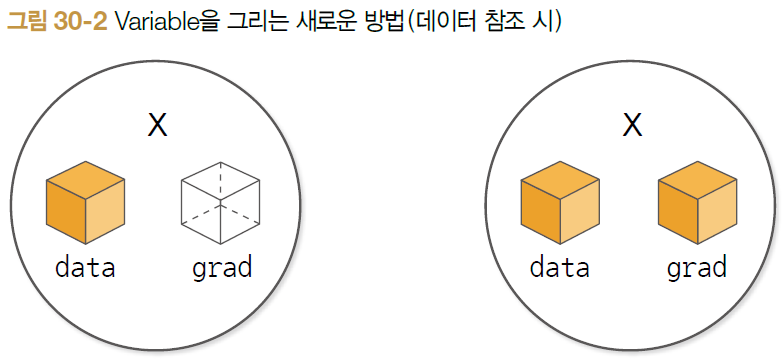 그림 30-2 Variable을 그리는 새로운 방법(데이터 참조 시)
x x
data grad data grad